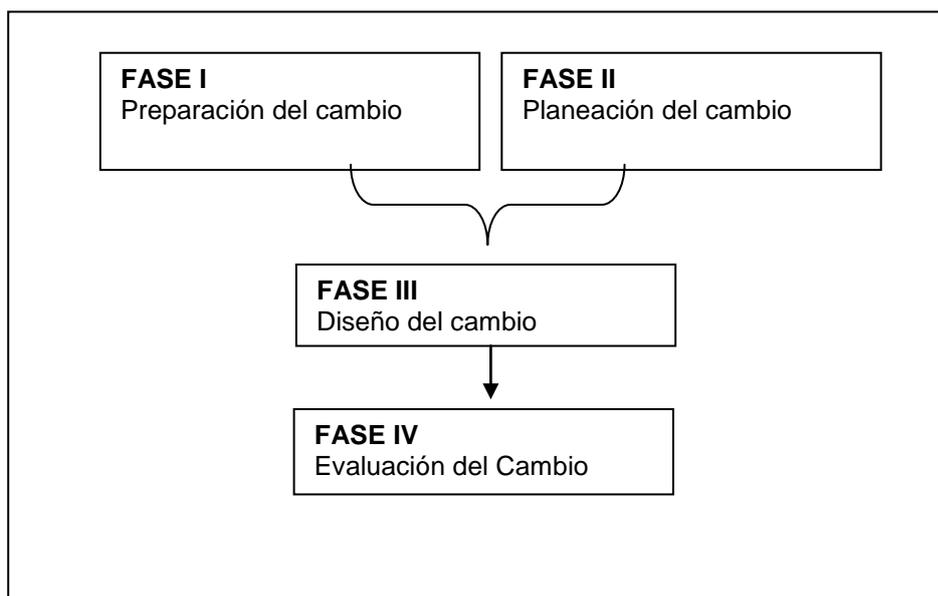 FASE I
Preparación del cambio
FASE II
Planeación del cambio
FASE III
Diseño del cambio
FASE IV
Evaluación del Cambio